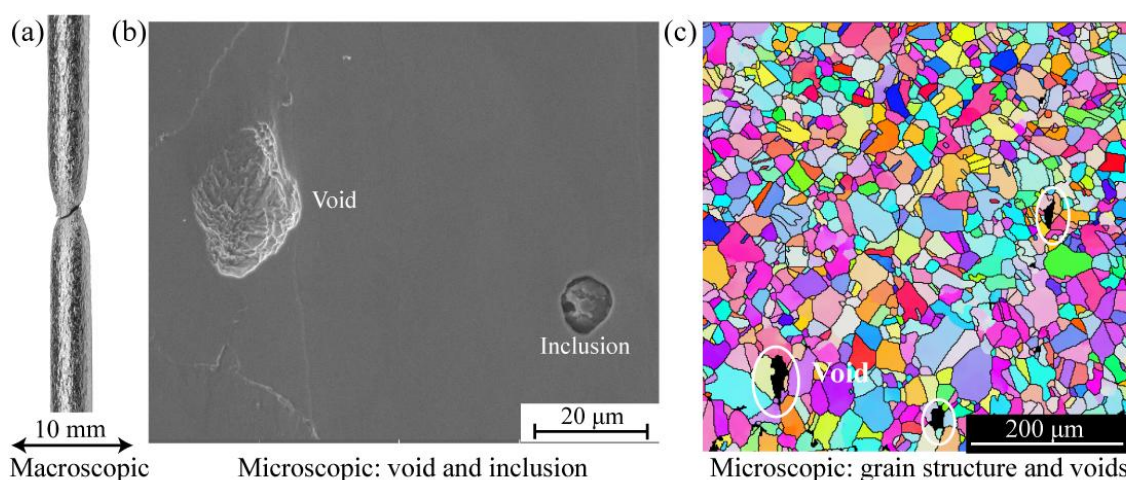 (a)
10 mm
Macroscopic
(b)
Void
Inclusion
20 μm
Microscopic: void and inclusion
(c)
Void
200 μm
Microscopic: grain structure and voids